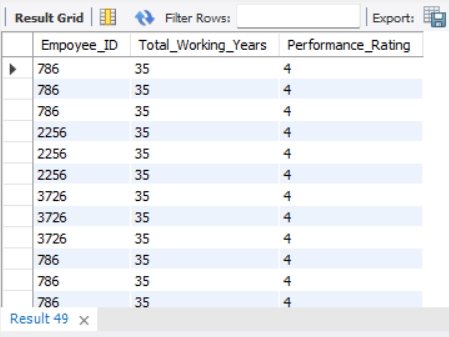 Result Grid Filter Rows: Export:
Empoyee_ID Total_Working_Years Performance_Rating
786 35 4
786 35 4
786 35 4
2256 35 4
2256 35 4
2256 35 4
3726 35 4
3726 35 4
3726 35 4
786 35 4
786 35 4
786 35 4
Result 49